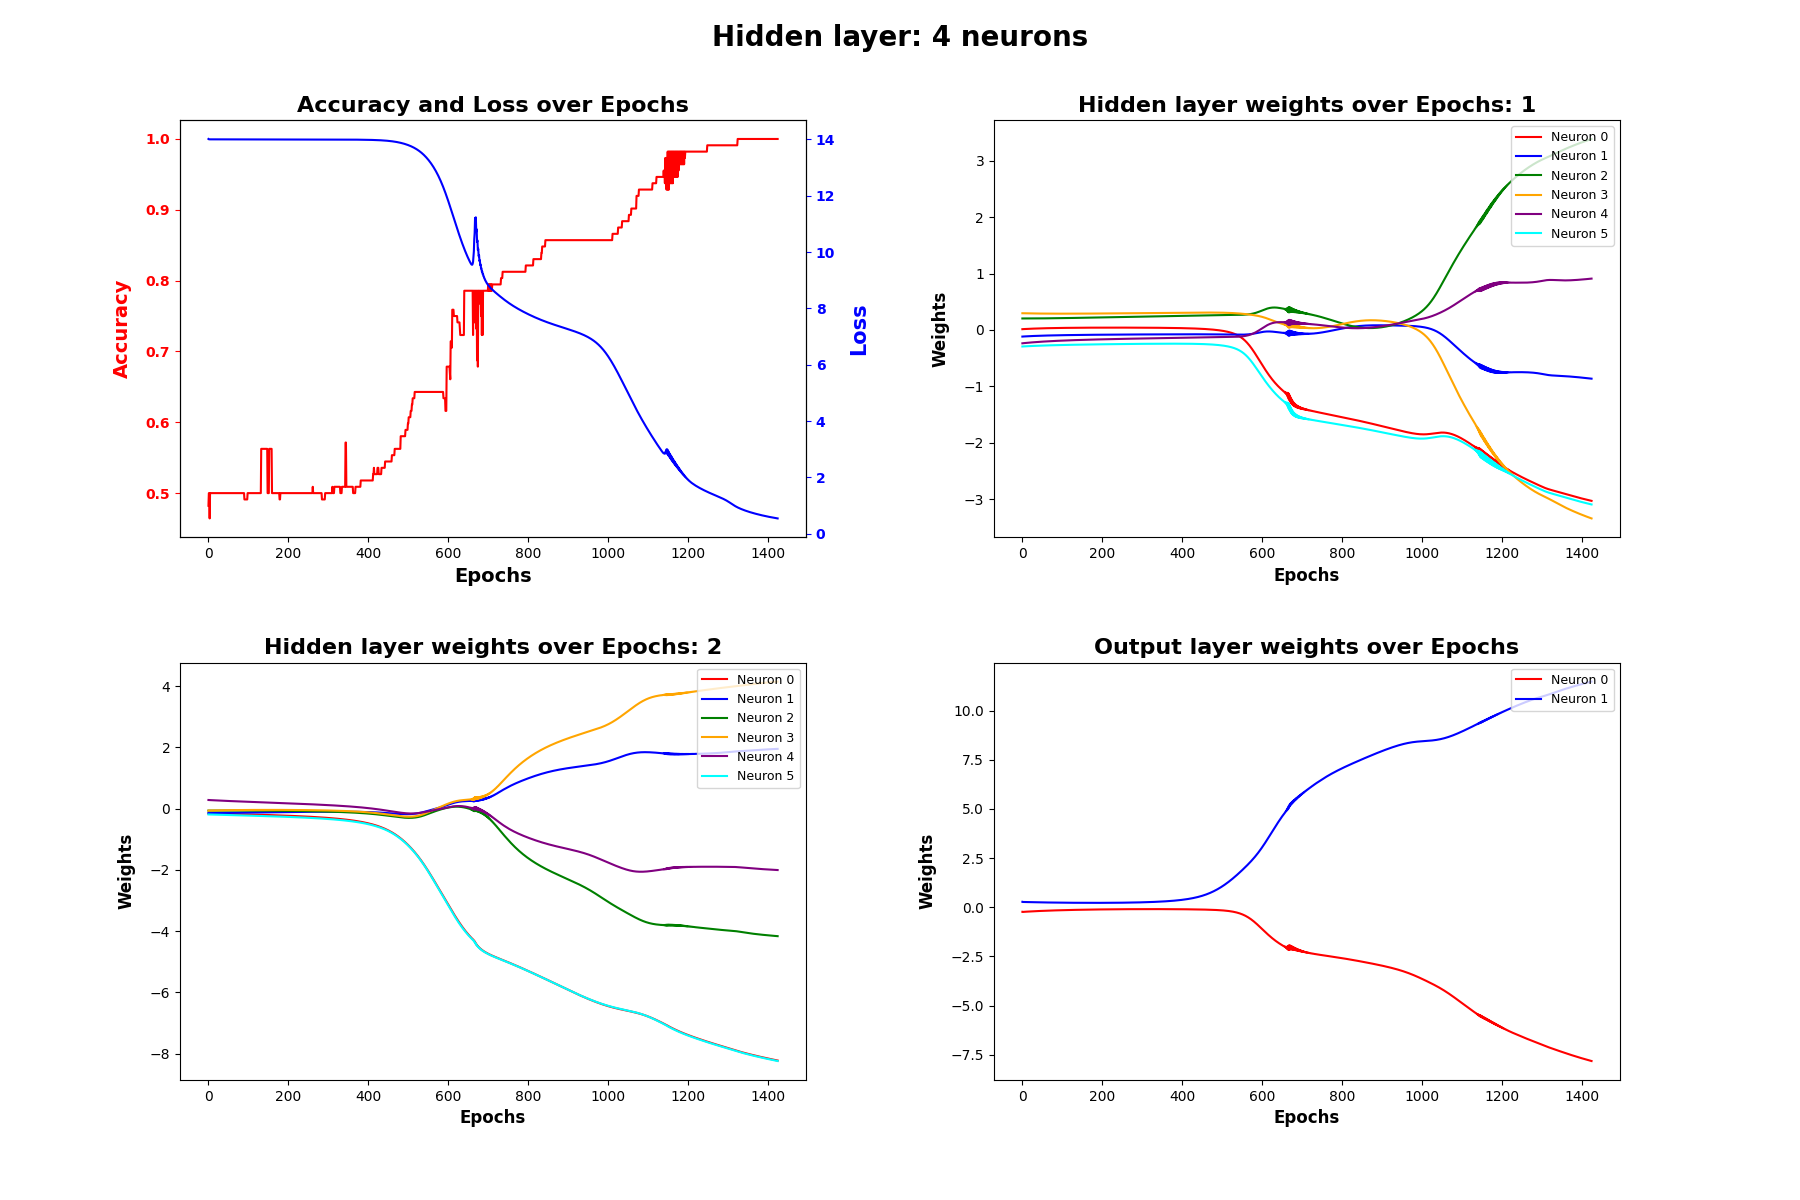 Hidden layer: 4 neurons
Accuracy and Loss over Epochs
1.0
0.9
0.8
0.7
0.6
0.5
Accuracy
14
12
10
8
6
4
2
0
Loss
0 200 400 600 800 1000 1200 1400
Epochs
Hidden layer weights over Epochs: 1
3
2
1
0
−1
−2
−3
Weights
Neuron 0
Neuron 1
Neuron 2
Neuron 3
Neuron 4
Neuron 5
0 200 400 600 800 1000 1200 1400
Epochs
Hidden layer weights over Epochs: 2
4
2
0
−2
−4
−6
−8
Weights
Neuron 0
Neuron 1
Neuron 2
Neuron 3
Neuron 4
Neuron 5
0 200 400 600 800 1000 1200 1400
Epochs
Output layer weights over Epochs
10.0
7.5
5.0
2.5
0.0
−2.5
−5.0
−7.5
Weights
Neuron 0
Neuron 1
0 200 400 600 800 1000 1200 1400
Epochs